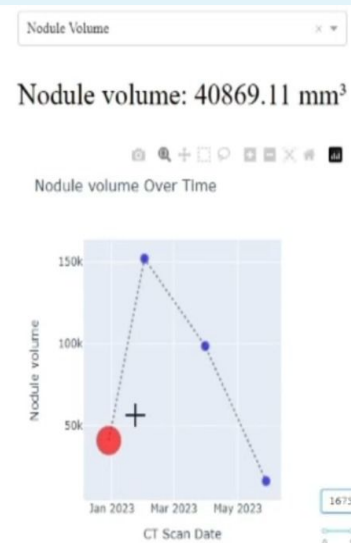 Nodule Volume
Nodule volume: 40869.11 mm³
Nodule volume Over Time
150k
100k
50k
Nodule volume
Jan 2023 Mar 2023 May 2023
CT Scan Date